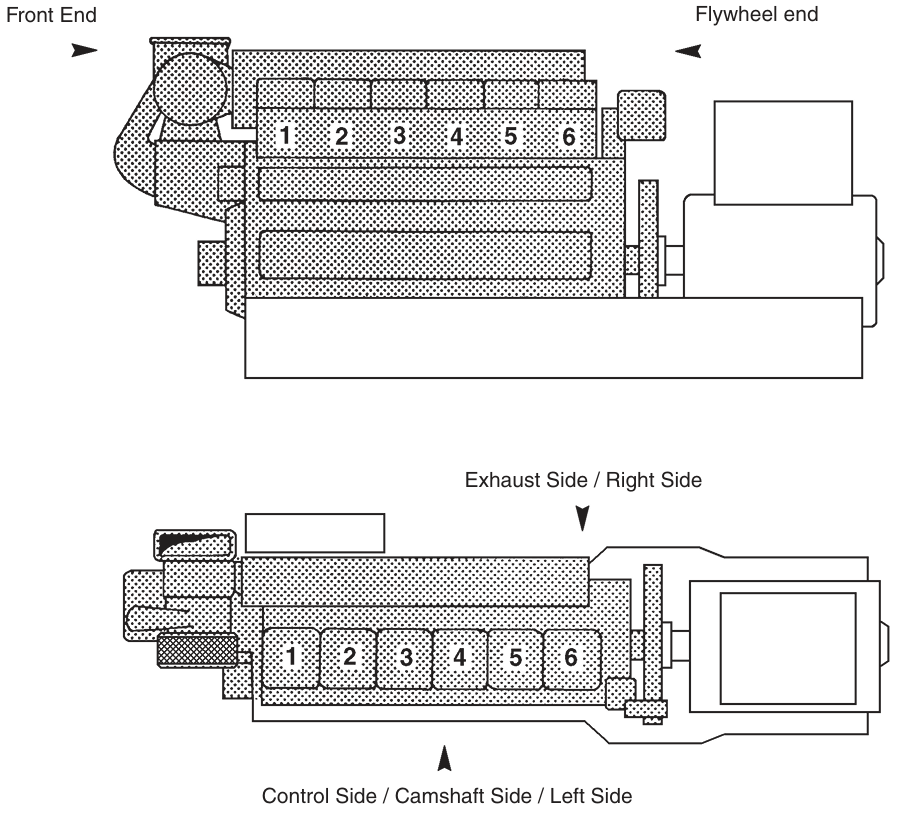 Front End
Flywheel end
1 2 3 4 5 6
Exhaust Side / Right Side
1 2 3 4 5 6
Control Side / Camshaft Side / Left Side